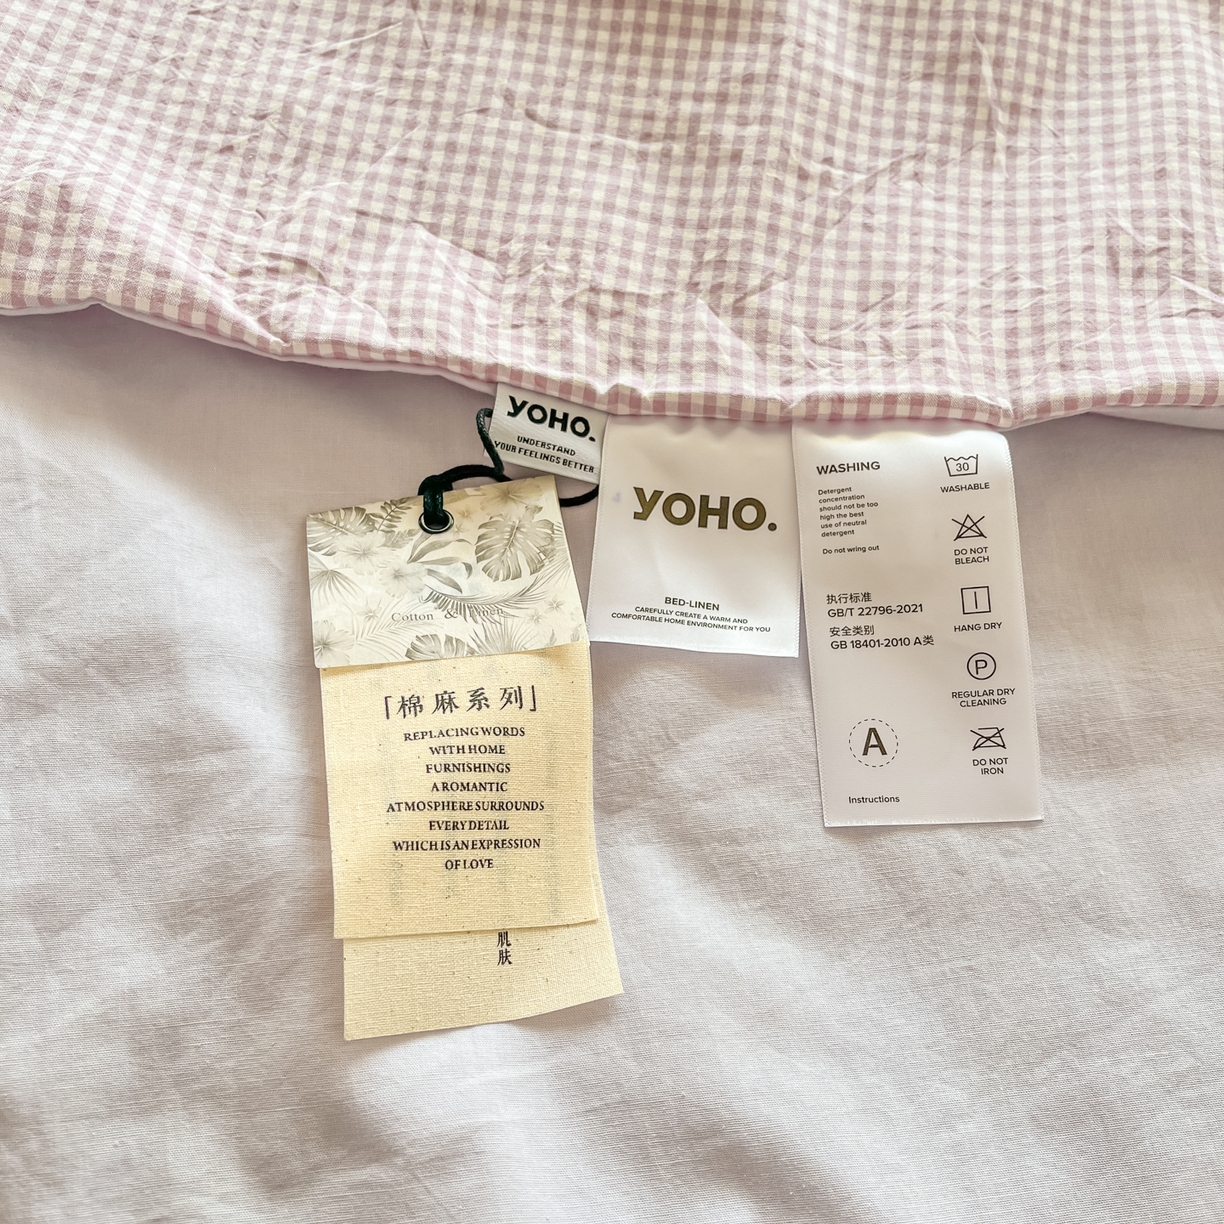 YOHO.
UNDERSTAND
YOUR FEELINGS BETTER
Cotton & Linen
「棉麻系列」
REPLACING WORDS
WITH HOME
FURNISHINGS
A ROMANTIC
ATMOSPHERE SURROUNDS
EVERY DETAIL
WHICH IS AN EXPRESSION
OF LOVE
肌
肤
YOHO.
BED-LINEN
CAREFULLY CREATE A WARM AND
COMFORTABLE HOME ENVIRONMENT FOR YOU
WASHING
Detergent
concentration
should not be too
high the best
use of neutral
detergent
Do not wring out
执行标准
GB/T 22796-2021
安全类别
GB 18401-2010 A类
A
Instructions
30
WASHABLE
DO NOT
BLEACH
HANG DRY
P
REGULAR DRY
CLEANING
DO NOT
IRON